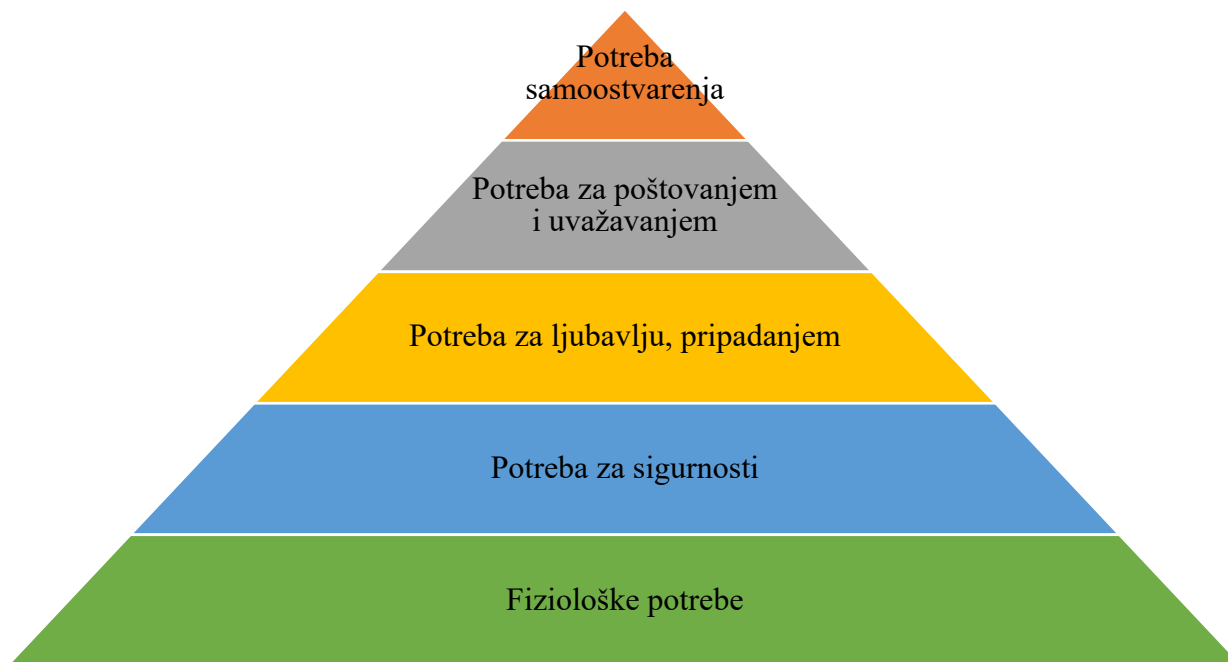 Potreba
samoostvarenja
Potreba za poštovanjem
i uvažavanjem
Potreba za ljubavlju, pripadanjem
Potreba za sigurnosti
Fiziološke potrebe